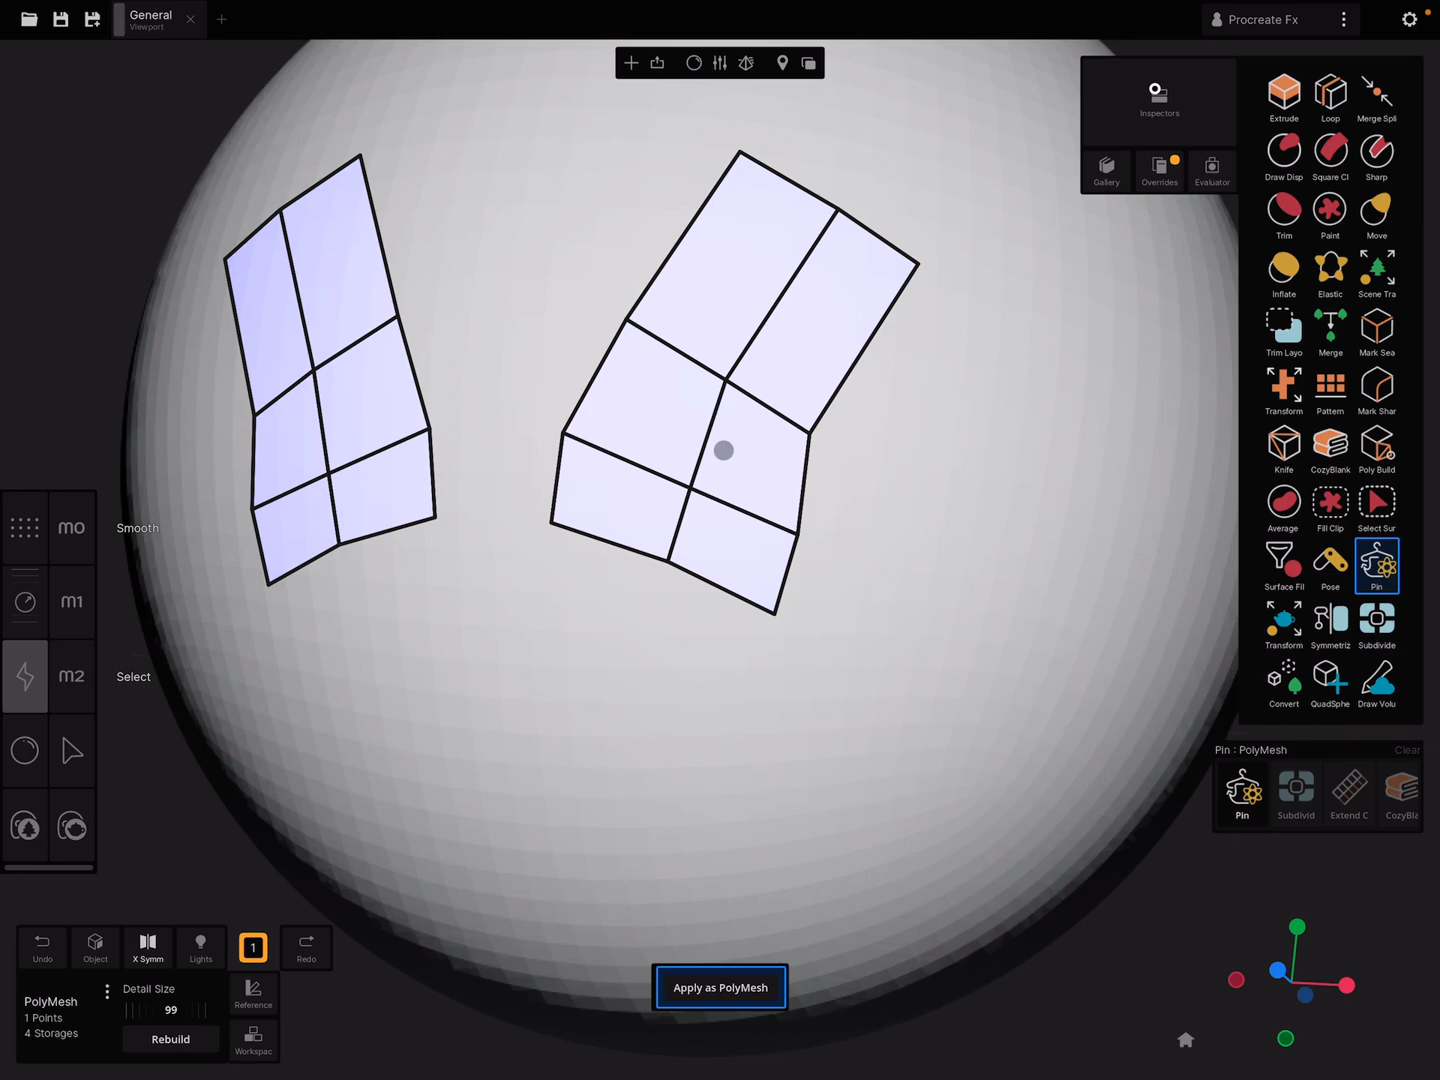 General
Viewport
Procreate Fx
Inspectors
Gallery
Overrides
Evaluator
Extrude
Loop
Merge Spli
Draw Disp
Square Cl
Sharp
Trim
Paint
Move
Inflate
Elastic
Scene Tra
Trim Layo
Merge
Mark Sea
Transform
Pattern
Mark Shar
Knife
CozyBlank
Poly Build
Average
Fill Clip
Select Sur
Surface Fil
Pose
Pin
Transform
Symmetriz
Subdivide
Convert
QuadSphe
Draw Volu
m0
Smooth
m1
m2
Select
Pin : PolyMesh
Clear
Pin
Subdivid
Extend C
CozyBla
Undo
Object
X Symm
Lights
1
Redo
PolyMesh
1 Points
4 Storages
Detail Size
99
Rebuild
Reference
Workspac
Apply as PolyMesh